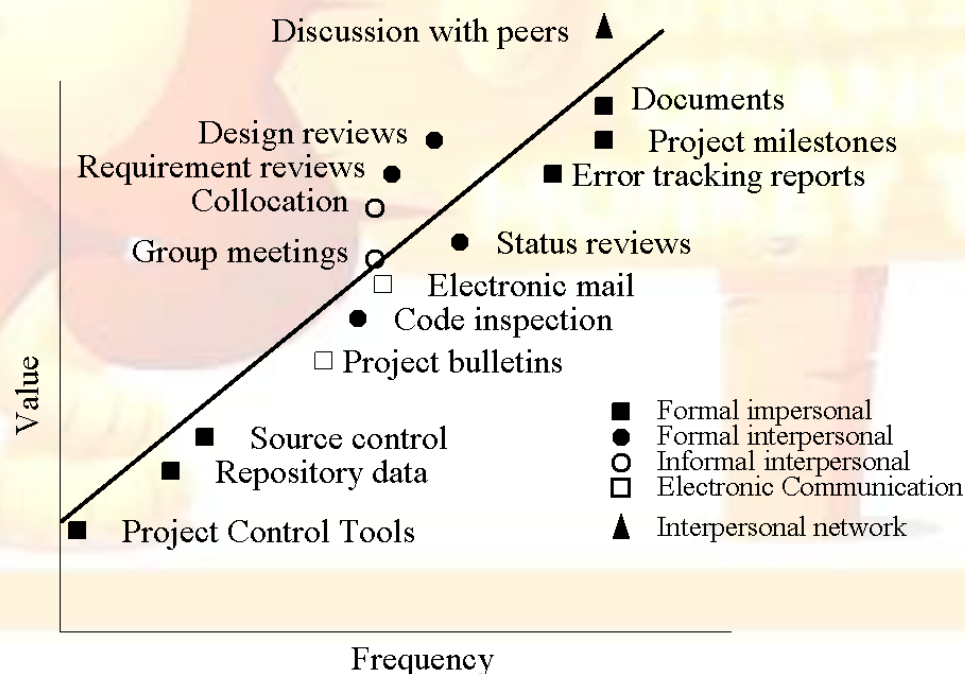 Discussion with peers
Documents
Design reviews
Project milestones
Requirement reviews
Error tracking reports
Collocation
Group meetings
Status reviews
Electronic mail
Code inspection
Project bulletins
Value
Source control
Repository data
Project Control Tools
Formal impersonal
Formal interpersonal
Informal interpersonal
Electronic Communication
Interpersonal network
Frequency